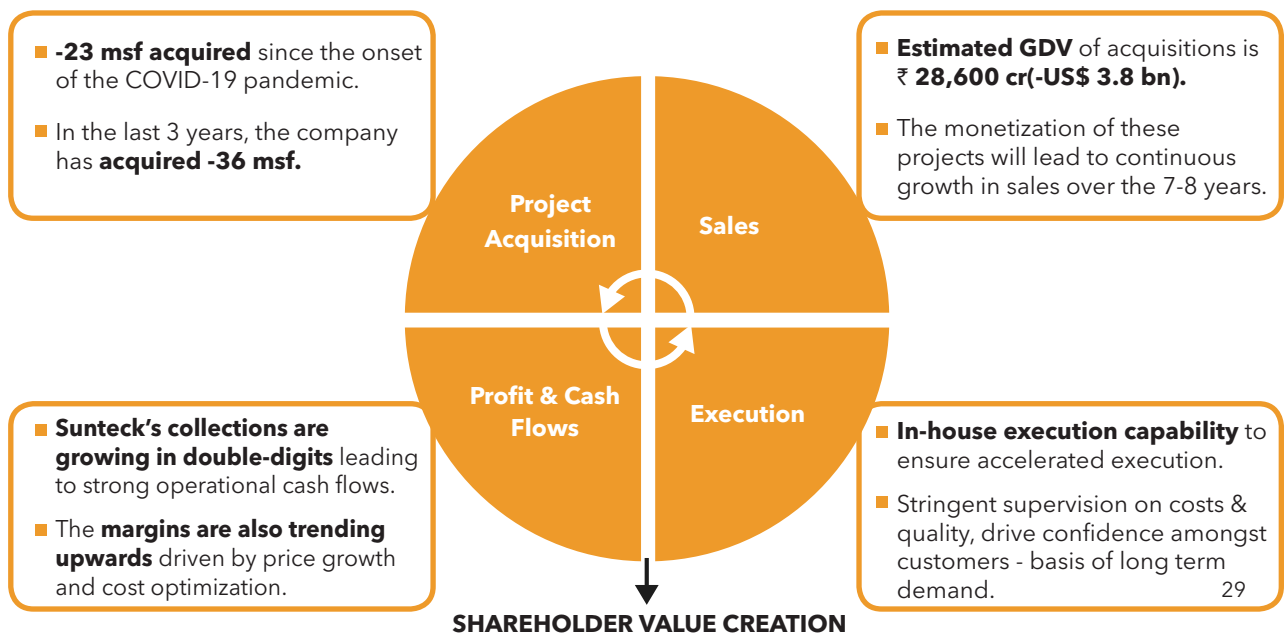 -23 msf acquired since the onset
of the COVID-19 pandemic.
In the last 3 years, the company
has acquired -36 msf.
Estimated GDV of acquisitions is
₹ 28,600 cr(-US$ 3.8 bn).
The monetization of these
projects will lead to continuous
growth in sales over the 7-8 years.
Project
Acquisition
Sales
Profit & Cash
Flows
Execution
Sunteck’s collections are
growing in double-digits leading
to strong operational cash flows.
The margins are also trending
upwards driven by price growth
and cost optimization.
In-house execution capability to
ensure accelerated execution.
Stringent supervision on costs &
quality, drive confidence amongst
customers - basis of long term
demand.
29
SHAREHOLDER VALUE CREATION